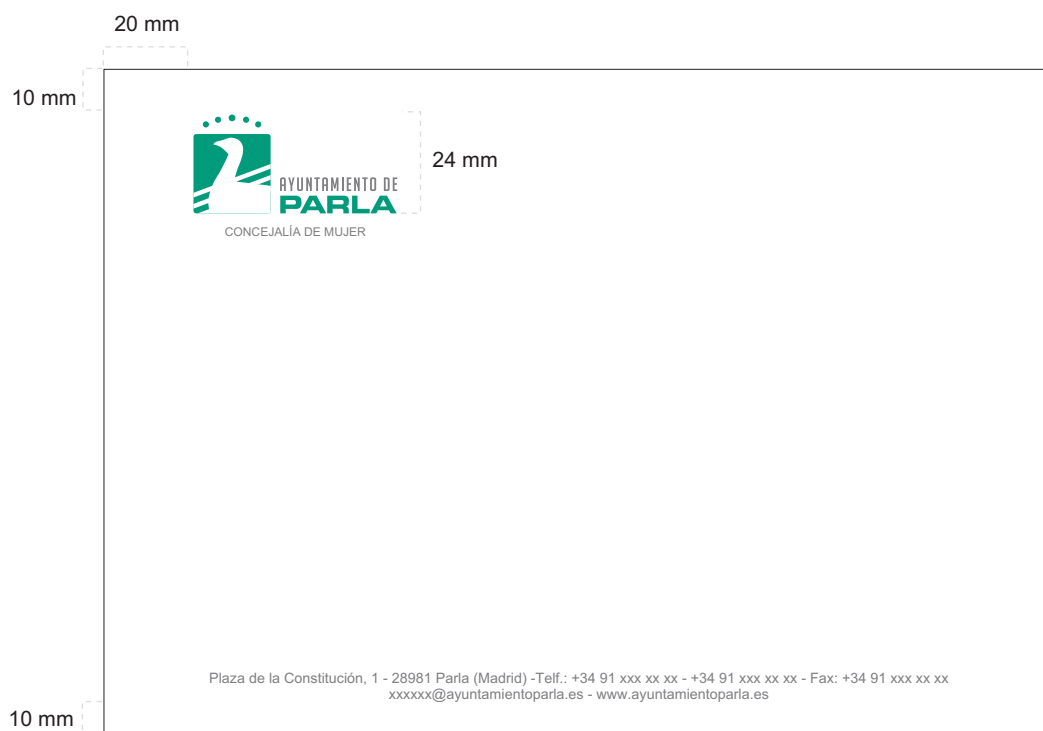 20 mm
10 mm
24 mm
AYUNTAMIENTO DE
PARLA
CONCEJALÍA DE MUJER
Plaza de la Constitución, 1 - 28981 Parla (Madrid) -Telf.: +34 91 xxx xx xx - +34 91 xxx xx xx - Fax: +34 91 xxx xx xx
xxxxxx@ayuntamientoparla.es - www.ayuntamientoparla.es
10 mm